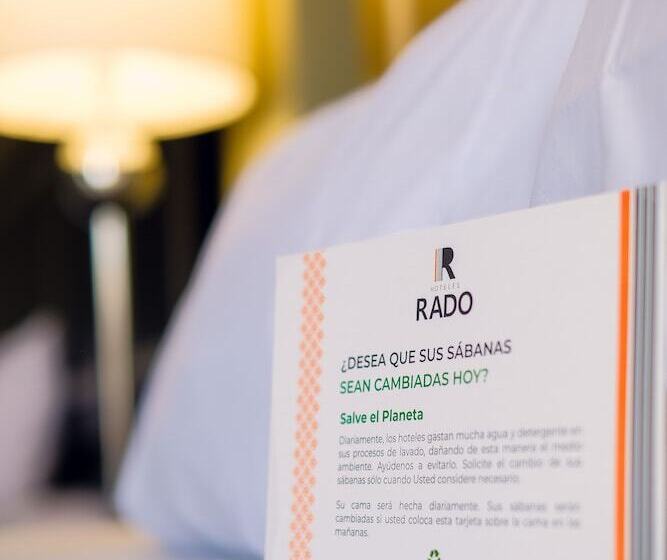 R
HOTELES
RADO
¿DESEA QUE SUS SÁBANAS
SEAN CAMBIADAS HOY?
Salve el Planeta
Diariamente, los hoteles gastan mucha agua y detergente en
sus procesos de lavado, dañando de esta manera el medio
ambiente. Ayúdenos a evitarlo. Solicite el cambio de sus
sábanas sólo cuando Usted considere necesario.
Su cama será hecha diariamente. Sus sábanas serán
cambiadas si usted coloca esta tarjeta sobre la cama en las
mañanas.